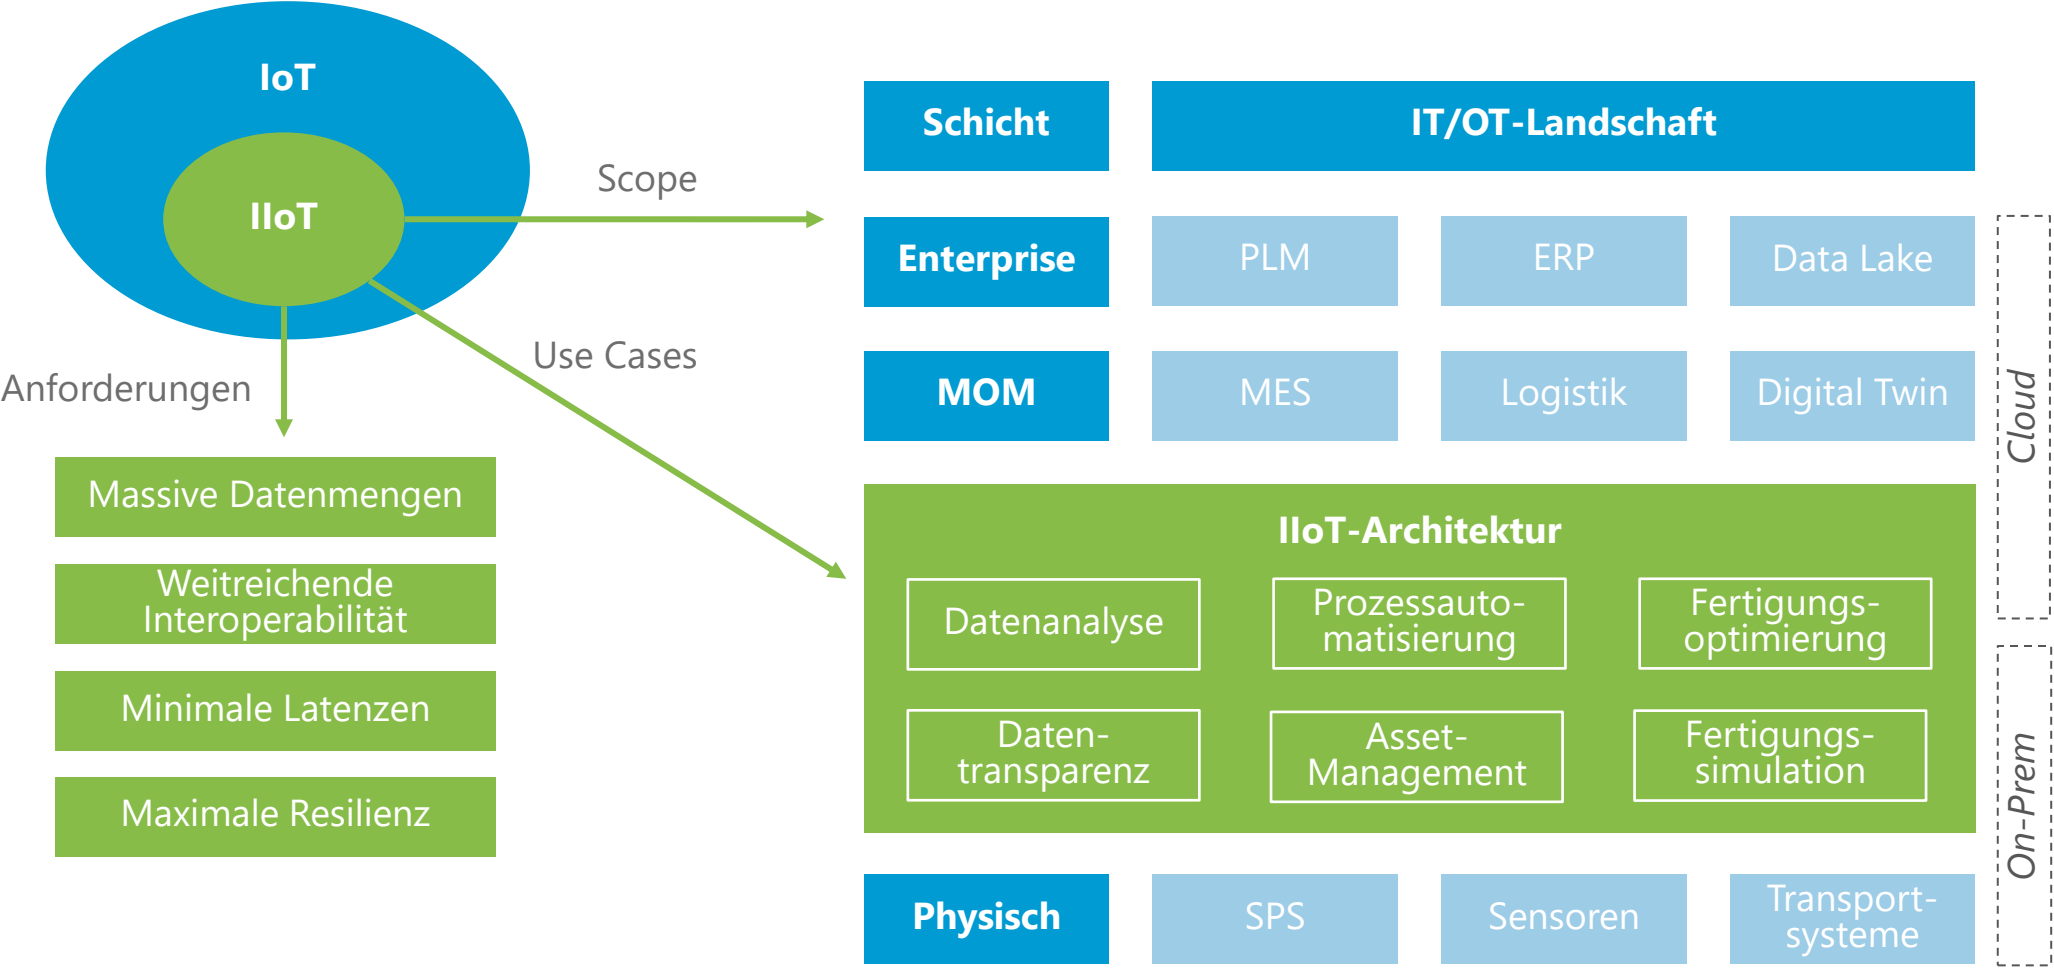 IoT
IIoT
Scope
Use Cases
Anforderungen
Massive Datenmengen
Weitreichende
Interoperabilität
Minimale Latenzen
Maximale Resilienz
Schicht
IT/OT-Landschaft
Enterprise
PLM
ERP
Data Lake
MOM
MES
Logistik
Digital Twin
IIoT-Architektur
Datenanalyse
Prozessauto-
matisierung
Fertigungs-
optimierung
Daten-
transparenz
Asset-
Management
Fertigungs-
simulation
Physisch
SPS
Sensoren
Transport-
systeme
Cloud
On-Prem